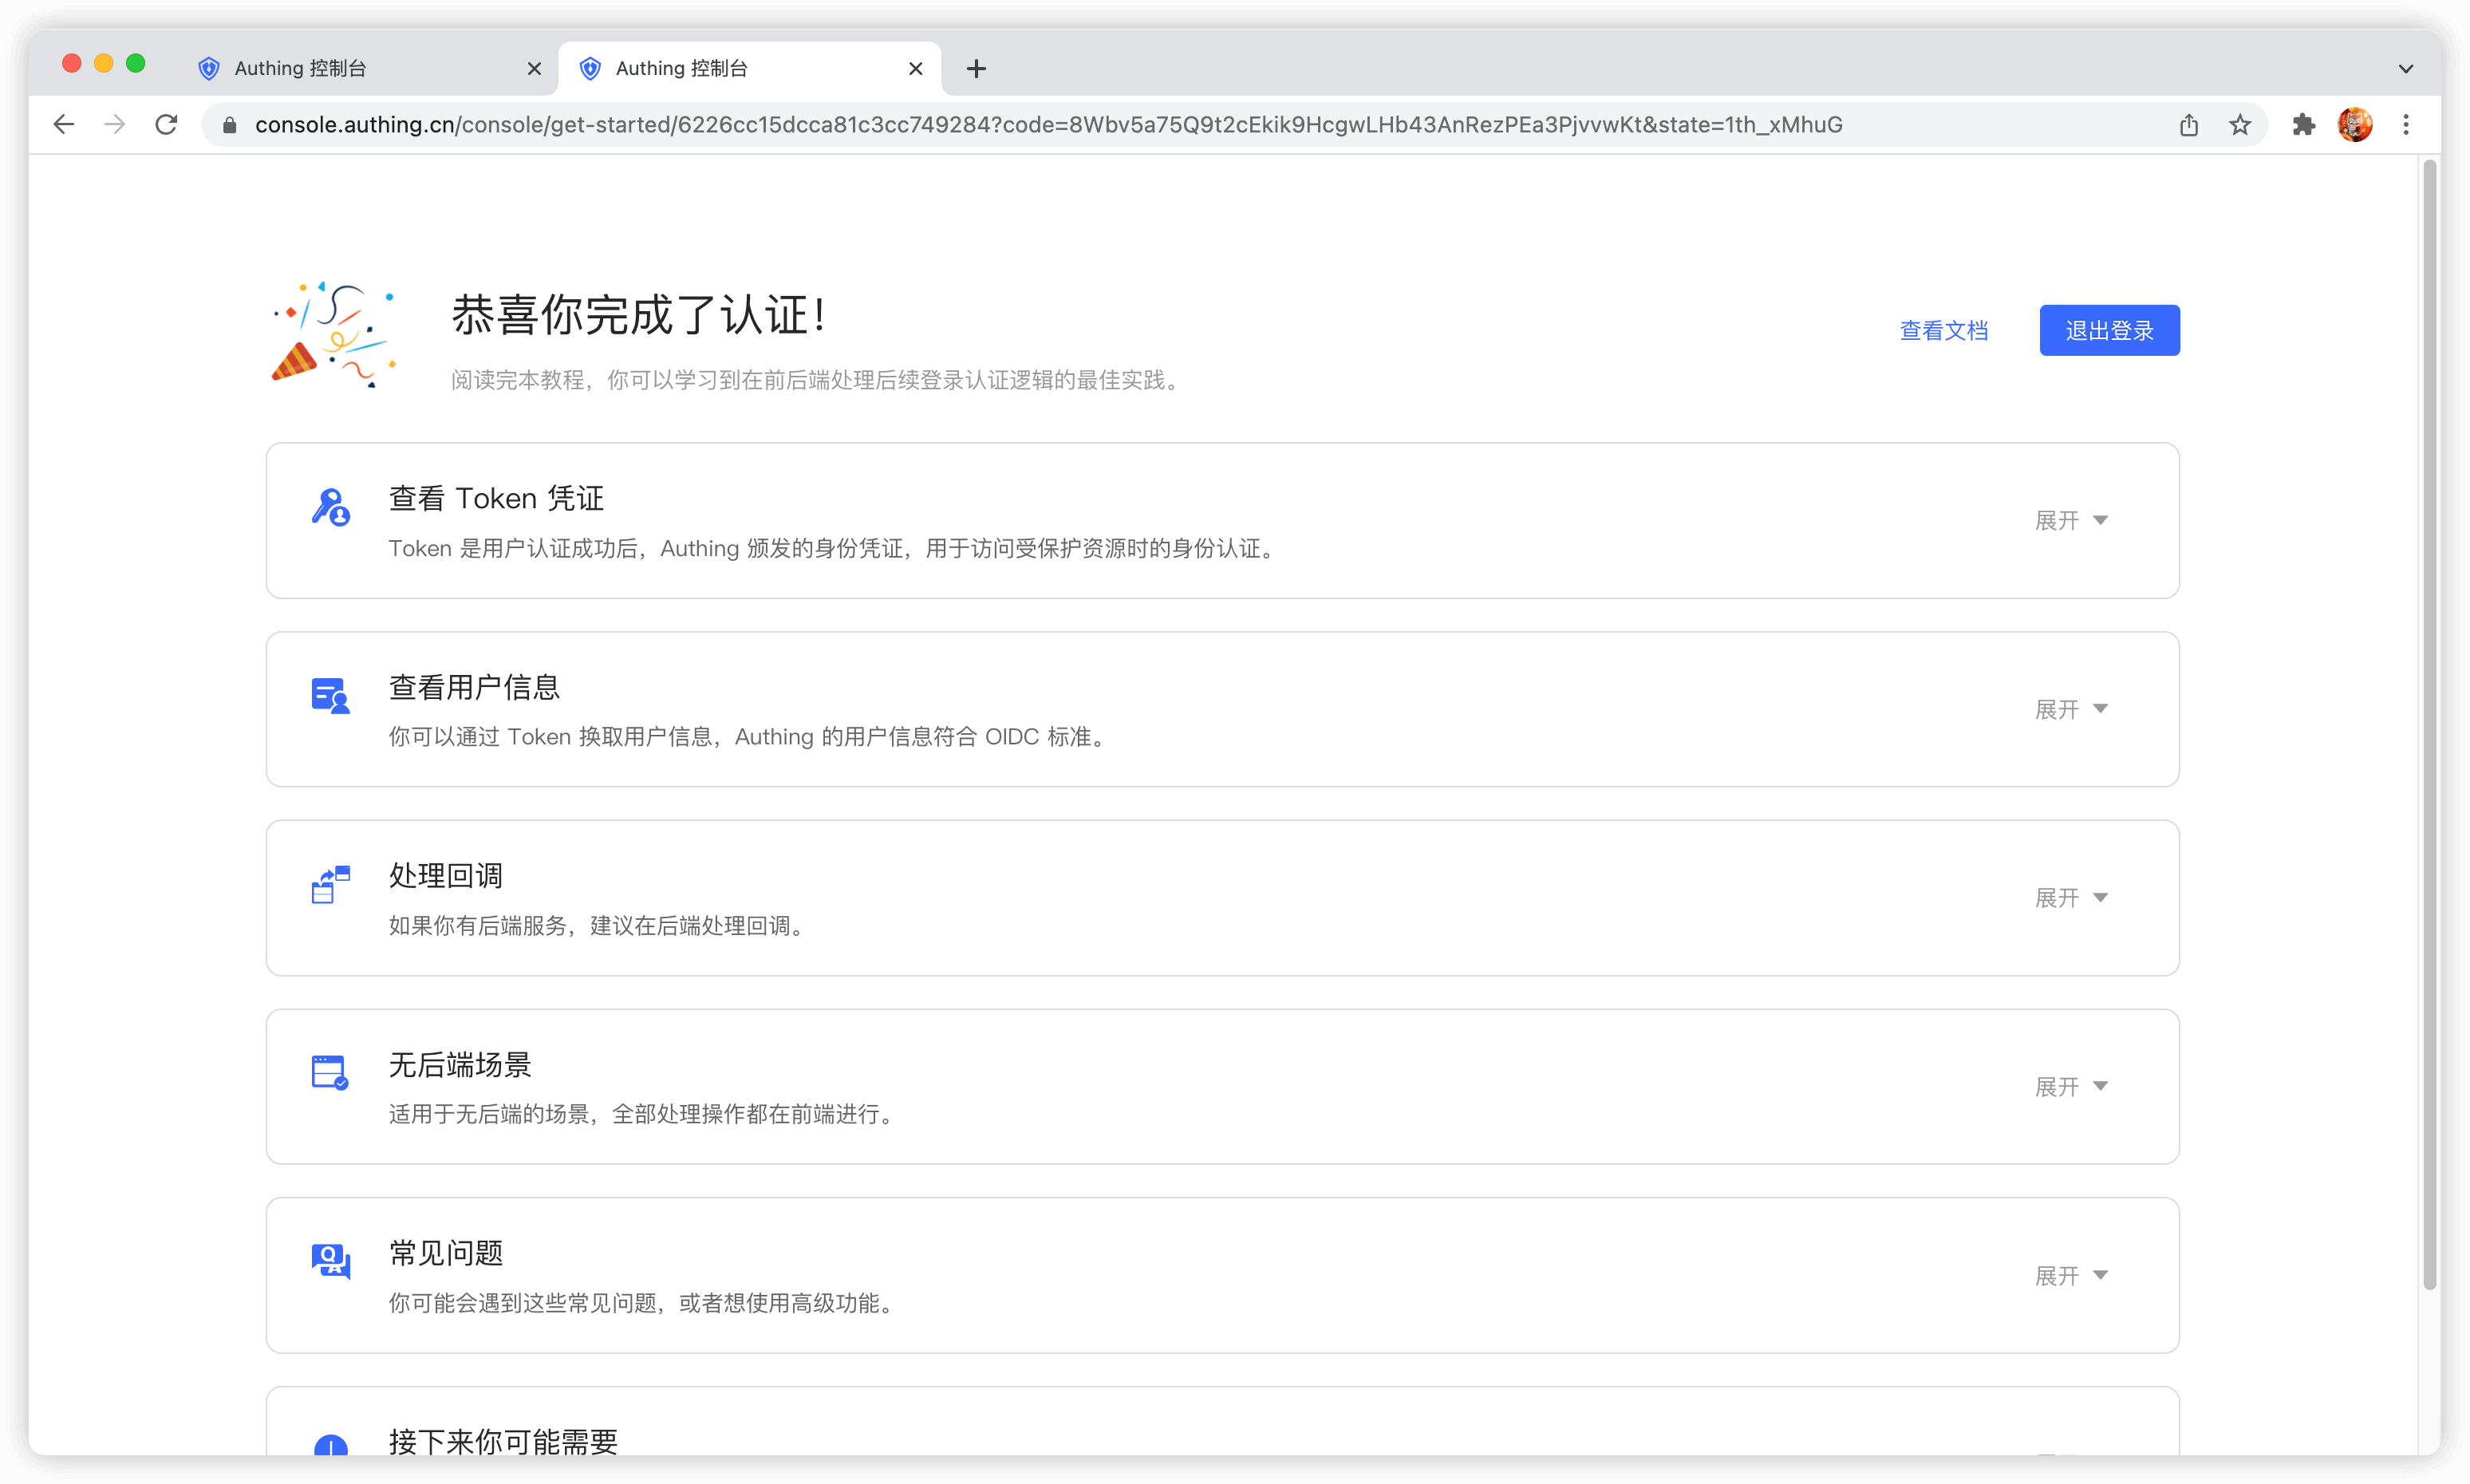 Authing 控制台
Authing 控制台
console.authing.cn/console/get-started/6226cc15dcca81c3cc749284?code=8Wbv5a75Q9t2cEkik9HcgwLHb43AnRezPEa3PjvvwKt&state=1th_xMhuG
恭喜你完成了认证！
阅读完本教程，你可以学习到在前后端处理后续登录认证逻辑的最佳实践。
查看文档
退出登录
查看 Token 凭证
Token 是用户认证成功后，Authing 颁发的身份凭证，用于访问受保护资源时的身份认证。
展开
查看用户信息
你可以通过 Token 换取用户信息，Authing 的用户信息符合 OIDC 标准。
展开
处理回调
如果你有后端服务，建议在后端处理回调。
展开
无后端场景
适用于无后端的场景，全部处理操作都在前端进行。
展开
常见问题
你可能会遇到这些常见问题，或者想使用高级功能。
展开
接下来你可能需要